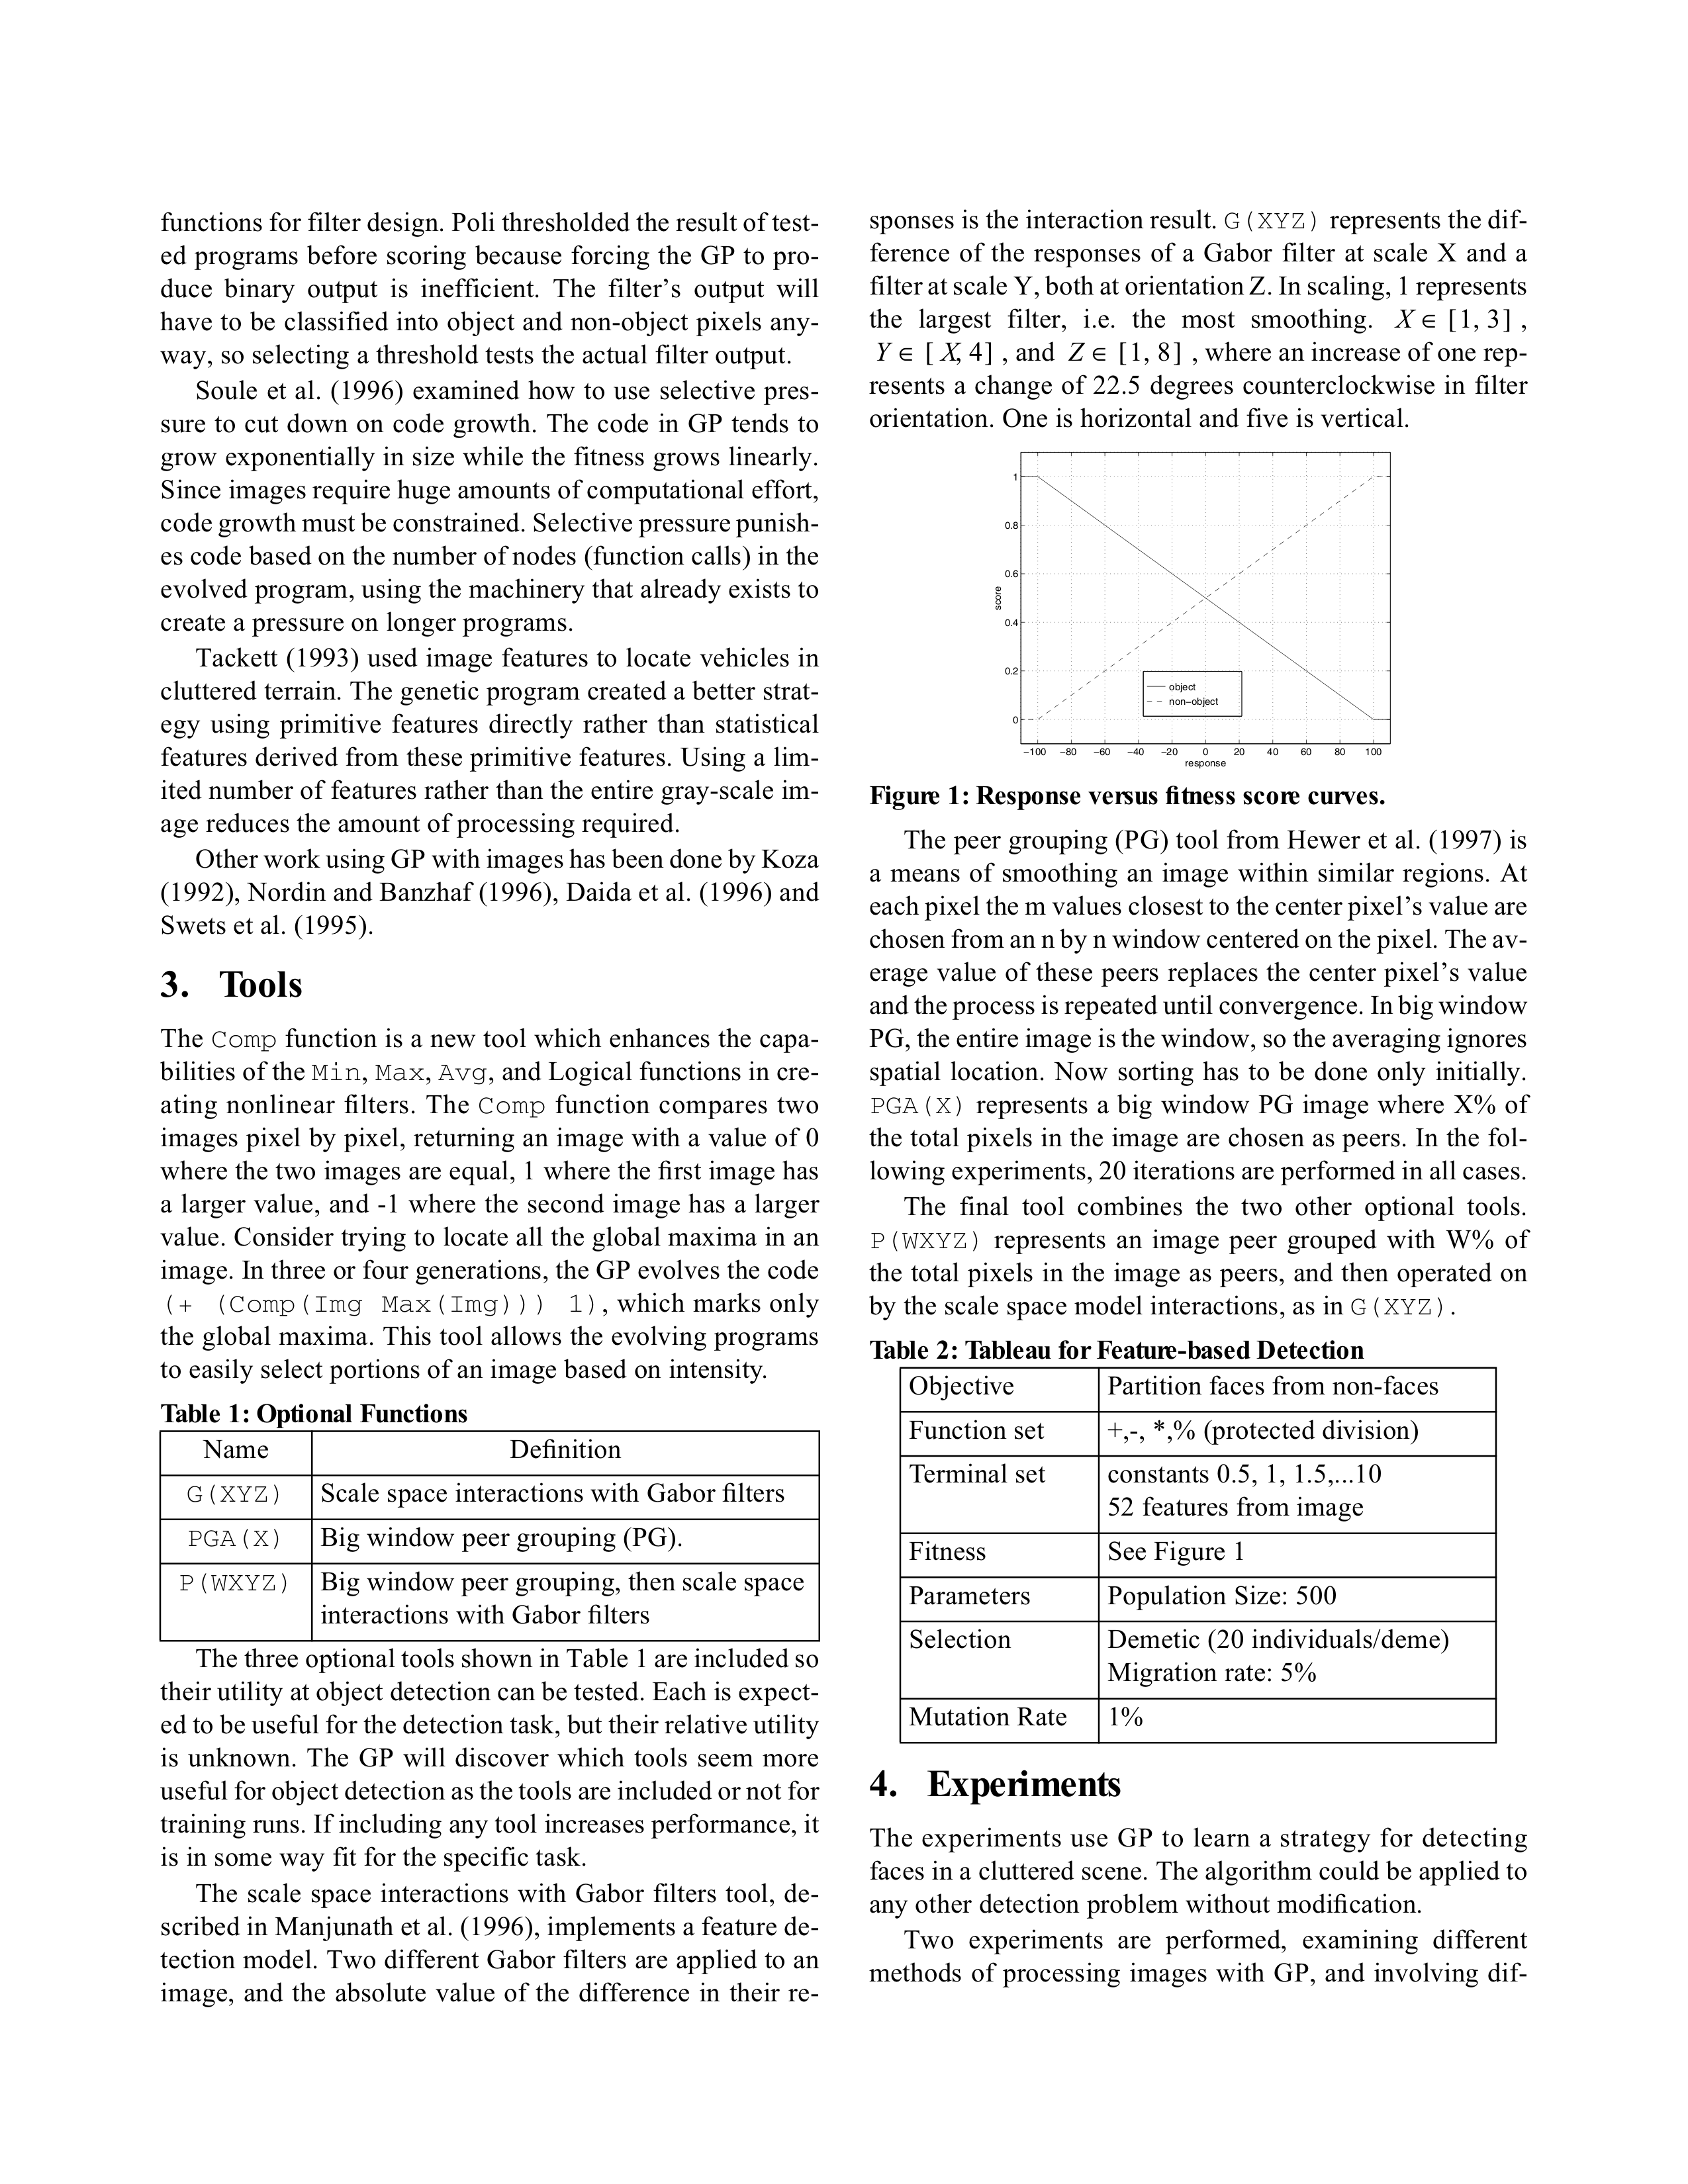 functions for filter design. Poli thresholded the result of test-
ed programs before scoring because forcing the GP to pro-
duce binary output is inefficient. The filter's output will
have to be classified into object and non-object pixels any-
way, so selecting a threshold tests the actual filter output.
Soule et al. (1996) examined how to use selective pres-
sure to cut down on code growth. The code in GP tends to
grow exponentially in size while the fitness grows linearly.
Since images require huge amounts of computational effort,
code growth must be constrained. Selective pressure punish-
es code based on the number of nodes (function calls) in the
evolved program, using the machinery that already exists to
create a pressure on longer programs.
Tackett (1993) used image features to locate vehicles in
cluttered terrain. The genetic program created a better strat-
egy using primitive features directly rather than statistical
features derived from these primitive features. Using a lim-
ited number of features rather than the entire gray-scale im-
age reduces the amount of processing required.
Other work using GP with images has been done by Koza
(1992), Nordin and Banzhaf (1996), Daida et al. (1996) and
Swets et al. (1995).
3. Tools
The Comp function is a new tool which enhances the capa-
bilities of the Min, Max, Avg, and Logical functions in cre-
ating nonlinear filters. The Comp function compares two
images pixel by pixel, returning an image with a value of 0
where the two images are equal, 1 where the first image has
a larger value, and -1 where the second image has a larger
value. Consider trying to locate all the global maxima in an
image. In three or four generations, the GP evolves the code
(+ (Comp(Img Max(Img))) 1), which marks only
the global maxima. This tool allows the evolving programs
to easily select portions of an image based on intensity.
Table 1: Optional Functions
Name Definition
G(XYZ) Scale space interactions with Gabor filters
PGA(X) Big window peer grouping (PG).
P(WXYZ) Big window peer grouping, then scale space
interactions with Gabor filters
The three optional tools shown in Table 1 are included so
their utility at object detection can be tested. Each is expect-
ed to be useful for the detection task, but their relative utility
is unknown. The GP will discover which tools seem more
useful for object detection as the tools are included or not for
training runs. If including any tool increases performance, it
is in some way fit for the specific task.
The scale space interactions with Gabor filters tool, de-
scribed in Manjunath et al. (1996), implements a feature de-
tection model. Two different Gabor filters are applied to an
image, and the absolute value of the difference in their re-
sponses is the interaction result. G(XYZ) represents the dif-
ference of the responses of a Gabor filter at scale X and a
filter at scale Y, both at orientation Z. In scaling, 1 represents
the largest filter, i.e. the most smoothing. X ∈ [1, 3] ,
Y ∈ [X, 4] , and Z ∈ [1, 8] , where an increase of one rep-
resents a change of 22.5 degrees counterclockwise in filter
orientation. One is horizontal and five is vertical.
1
0.8
0.6
0.4
0.2
0
score
object
non−object
−100 −80 −60 −40 −20 0 20 40 60 80 100
response
Figure 1: Response versus fitness score curves.
The peer grouping (PG) tool from Hewer et al. (1997) is
a means of smoothing an image within similar regions. At
each pixel the m values closest to the center pixel's value are
chosen from an n by n window centered on the pixel. The av-
erage value of these peers replaces the center pixel's value
and the process is repeated until convergence. In big window
PG, the entire image is the window, so the averaging ignores
spatial location. Now sorting has to be done only initially.
PGA(X) represents a big window PG image where X% of
the total pixels in the image are chosen as peers. In the fol-
lowing experiments, 20 iterations are performed in all cases.
The final tool combines the two other optional tools.
P(WXYZ) represents an image peer grouped with W% of
the total pixels in the image as peers, and then operated on
by the scale space model interactions, as in G(XYZ).
Table 2: Tableau for Feature-based Detection
Objective Partition faces from non-faces
Function set +,-, *,% (protected division)
Terminal set constants 0.5, 1, 1.5,...10
52 features from image
Fitness See Figure 1
Parameters Population Size: 500
Selection Demetic (20 individuals/deme)
Migration rate: 5%
Mutation Rate 1%
4. Experiments
The experiments use GP to learn a strategy for detecting
faces in a cluttered scene. The algorithm could be applied to
any other detection problem without modification.
Two experiments are performed, examining different
methods of processing images with GP, and involving dif-